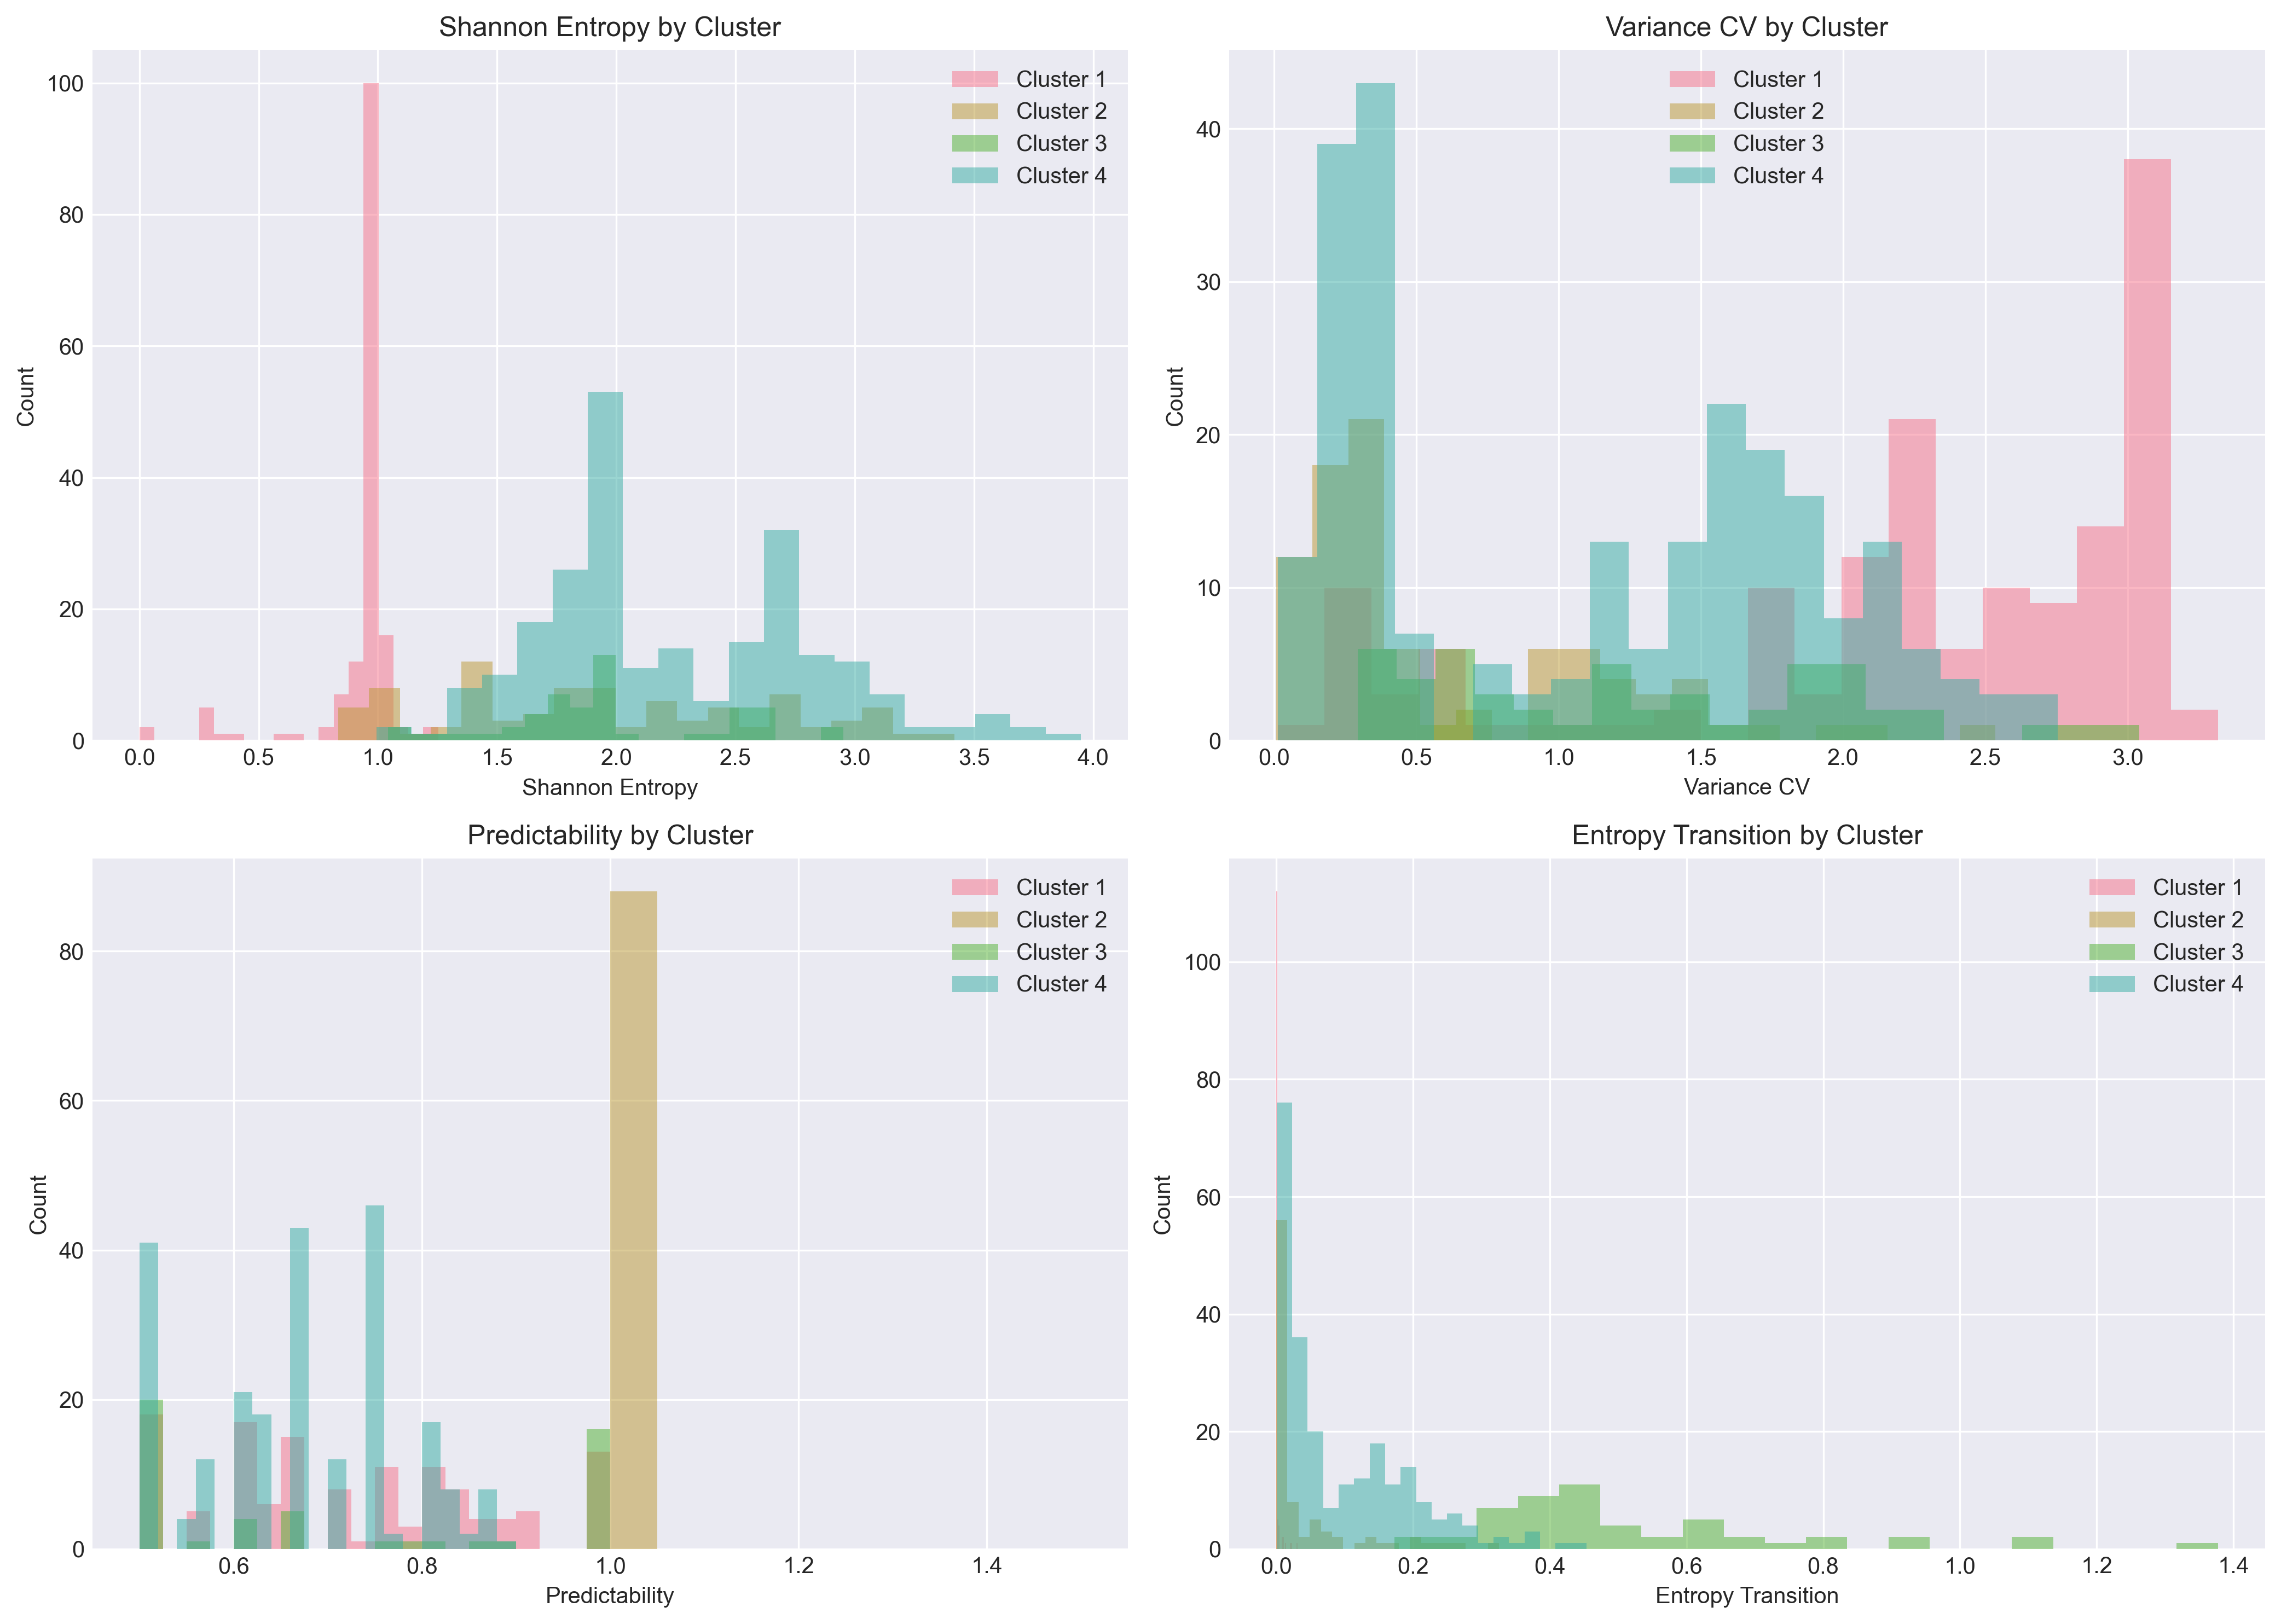 Shannon Entropy by Cluster
Cluster 1
Cluster 2
Cluster 3
Cluster 4
100
80
60
40
20
0
Count
0.0 0.5 1.0 1.5 2.0 2.5 3.0 3.5 4.0
Shannon Entropy
Variance CV by Cluster
Cluster 1
Cluster 2
Cluster 3
Cluster 4
40
30
20
10
0
Count
0.0 0.5 1.0 1.5 2.0 2.5 3.0
Variance CV
Predictability by Cluster
Cluster 1
Cluster 2
Cluster 3
Cluster 4
80
60
40
20
0
Count
0.6 0.8 1.0 1.2 1.4
Predictability
Entropy Transition by Cluster
Cluster 1
Cluster 2
Cluster 3
Cluster 4
100
80
60
40
20
0
Count
0.0 0.2 0.4 0.6 0.8 1.0 1.2 1.4
Entropy Transition